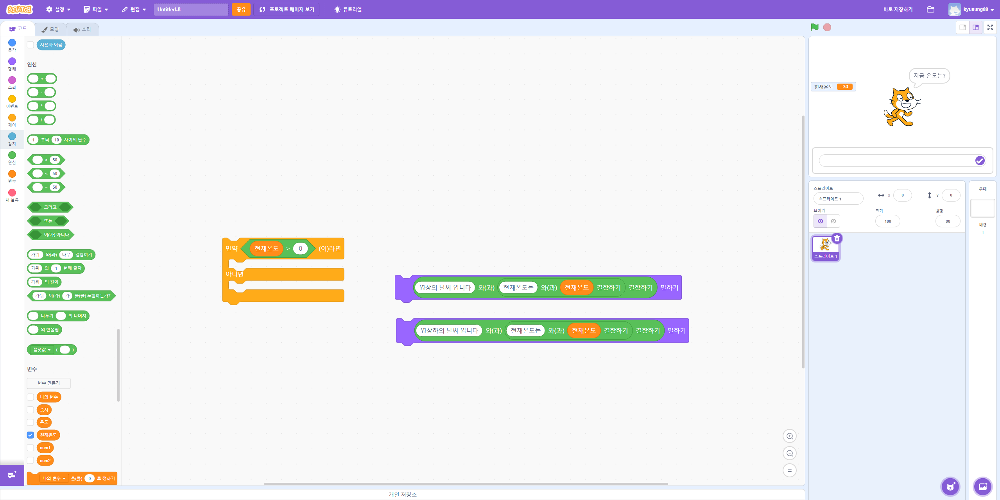 SCRATCH 설정 파일 편집 Untitled-8 공유 프로젝트 페이지 보기 튜토리얼 바로 저장하기 kyusung88
코드 모양 소리
동작
형태
소리
이벤트
제어
감지
연산
변수
내 블록
사용자 이름
연산
+
-
*
/
1 부터 10 사이의 난수
> 50
< 50
= 50
그리고
또는
이(가) 아니다
가위 와(과) 나무 결합하기
가위 의 1 번째 글자
가위 의 길이
가위 이(가) 가 을(를) 포함하는가?
나누기 의 나머지
의 반올림
절댓값 ( )
변수
변수 만들기
나의 변수
숫자
온도
현재온도
num1
num2
나의 변수 을(를) 0 로 정하기
만약 현재온도 > 0 (이)라면
아니면
영상의 날씨 입니다 와(과) 현재온도는 와(과) 현재온도 결합하기 결합하기 말하기
영상하의 날씨 입니다 와(과) 현재온도는 와(과) 현재온도 결합하기 결합하기 말하기
개인 저장소
지금 온도는?
현재온도 -30
스프라이트
스프라이트 1 x 0 y 0
보이기 크기 방향
100 90
스프라이트 1
무대
배경
1